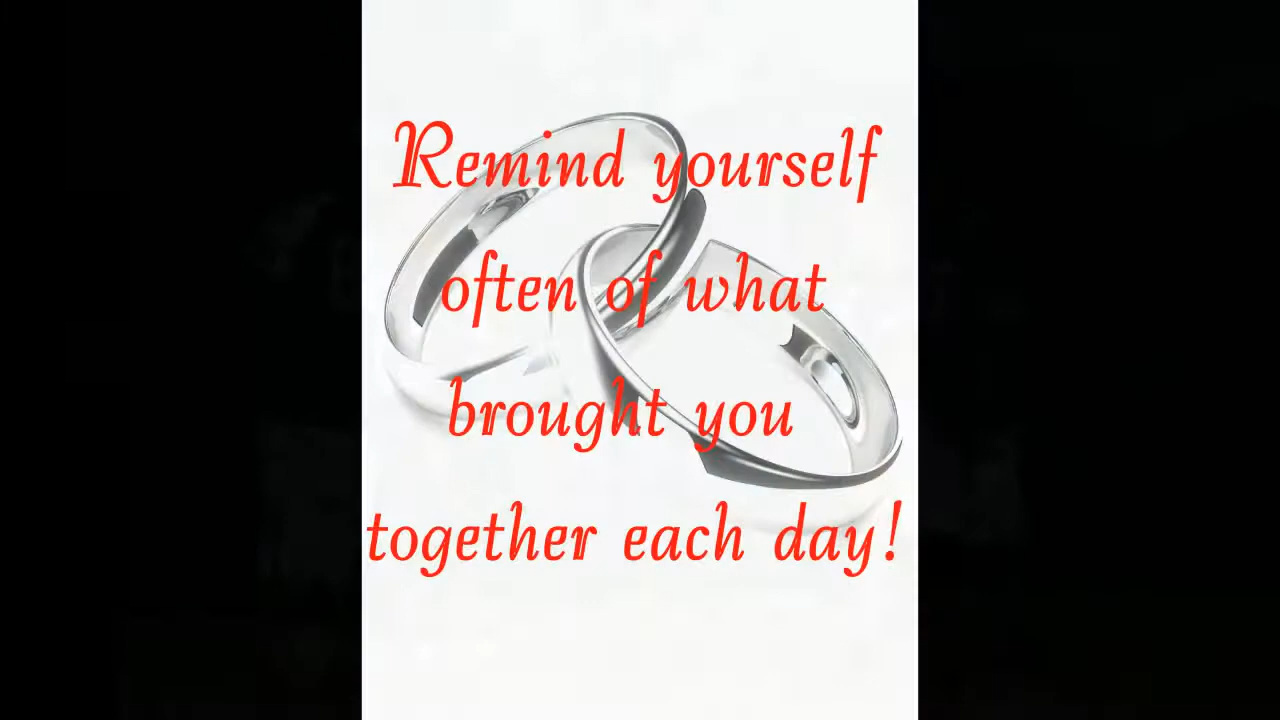 Remind yourself
often of what
brought you
together each day!